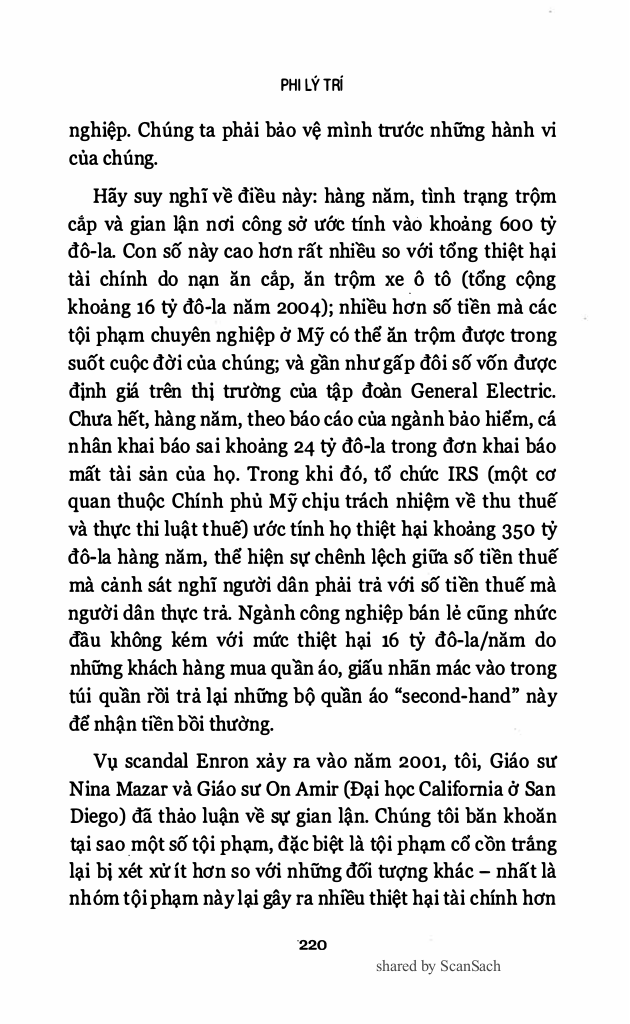 PHI LÝ TRÍ
nghiệp. Chúng ta phải bảo vệ mình trước những hành vi
của chúng.
Hãy suy nghĩ về điều này: hàng năm, tình trạng trộm
cắp và gian lận nơi công sở ước tính vào khoảng 600 tỷ
đô-la. Con số này cao hơn rất nhiều so với tổng thiệt hại
tài chính do nạn ăn cắp, ăn trộm xe ô tô (tổng cộng
khoảng 16 tỷ đô-la năm 2004); nhiều hơn số tiền mà các
tội phạm chuyên nghiệp ở Mỹ có thể ăn trộm được trong
suốt cuộc đời của chúng; và gần như gấp đôi số vốn được
định giá trên thị trường của tập đoàn General Electric.
Chưa hết, hàng năm, theo báo cáo của ngành bảo hiểm, cá
nhân khai báo sai khoảng 24 tỷ đô-la trong đơn khai báo
mất tài sản của họ. Trong khi đó, tổ chức IRS (một cơ
quan thuộc Chính phủ Mỹ chịu trách nhiệm về thu thuế
và thực thi luật thuế) ước tính họ thiệt hại khoảng 350 tỷ
đô-la hàng năm, thể hiện sự chênh lệch giữa số tiền thuế
mà cảnh sát nghĩ người dân phải trả với số tiền thuế mà
người dân thực trả. Ngành công nghiệp bán lẻ cũng nhức
đầu không kém với mức thiệt hại 16 tỷ đô-la/năm do
những khách hàng mua quần áo, giấu nhãn mác vào trong
túi quần rồi trả lại những bộ quần áo “second-hand” này
để nhận tiền bồi thường.
Vụ scandal Enron xảy ra vào năm 2001, tôi, Giáo sư
Nina Mazar và Giáo sư On Amir (Đại học California ở San
Diego) đã thảo luận về sự gian lận. Chúng tôi băn khoăn
tại sao một số tội phạm, đặc biệt là tội phạm cổ cồn trắng
lại bị xét xử ít hơn so với những đối tượng khác – nhất là
nhóm tội phạm này lại gây ra nhiều thiệt hại tài chính hơn
220
shared by ScanSach